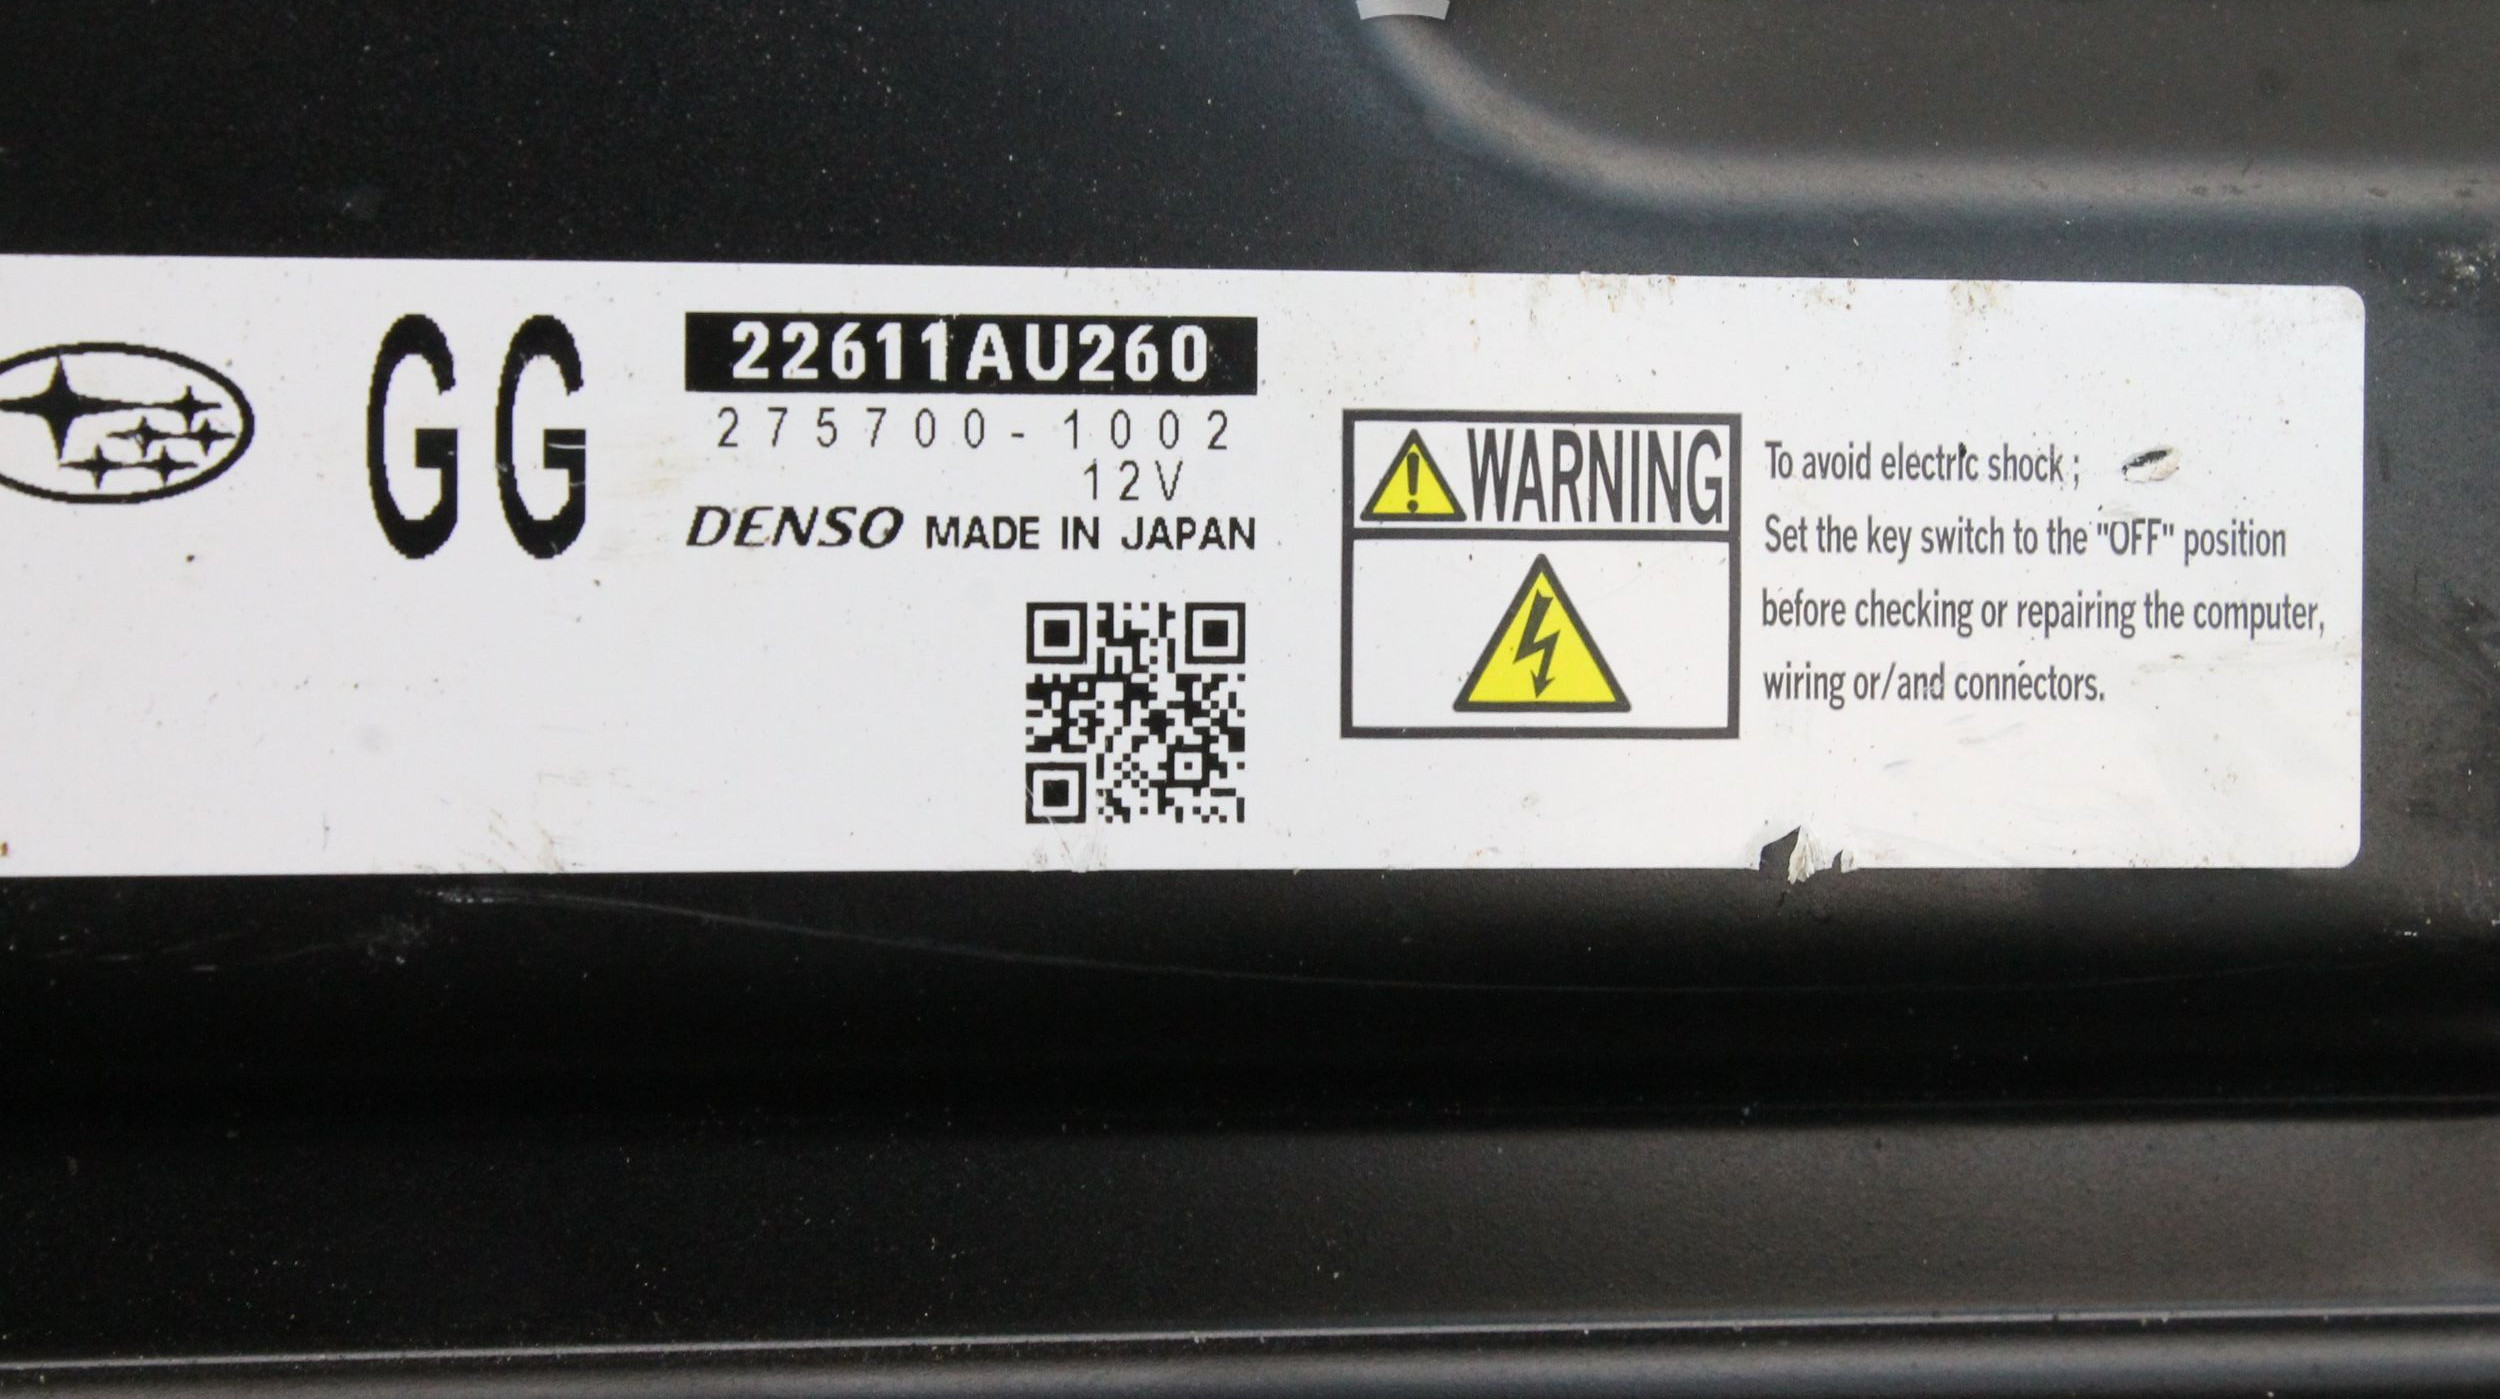 GG
22611AU260
275700-1002
12V
DENSO MADE IN JAPAN
WARNING
To avoid electric shock;
Set the key switch to the "OFF" position
before checking or repairing the computer,
wiring or/and connectors.